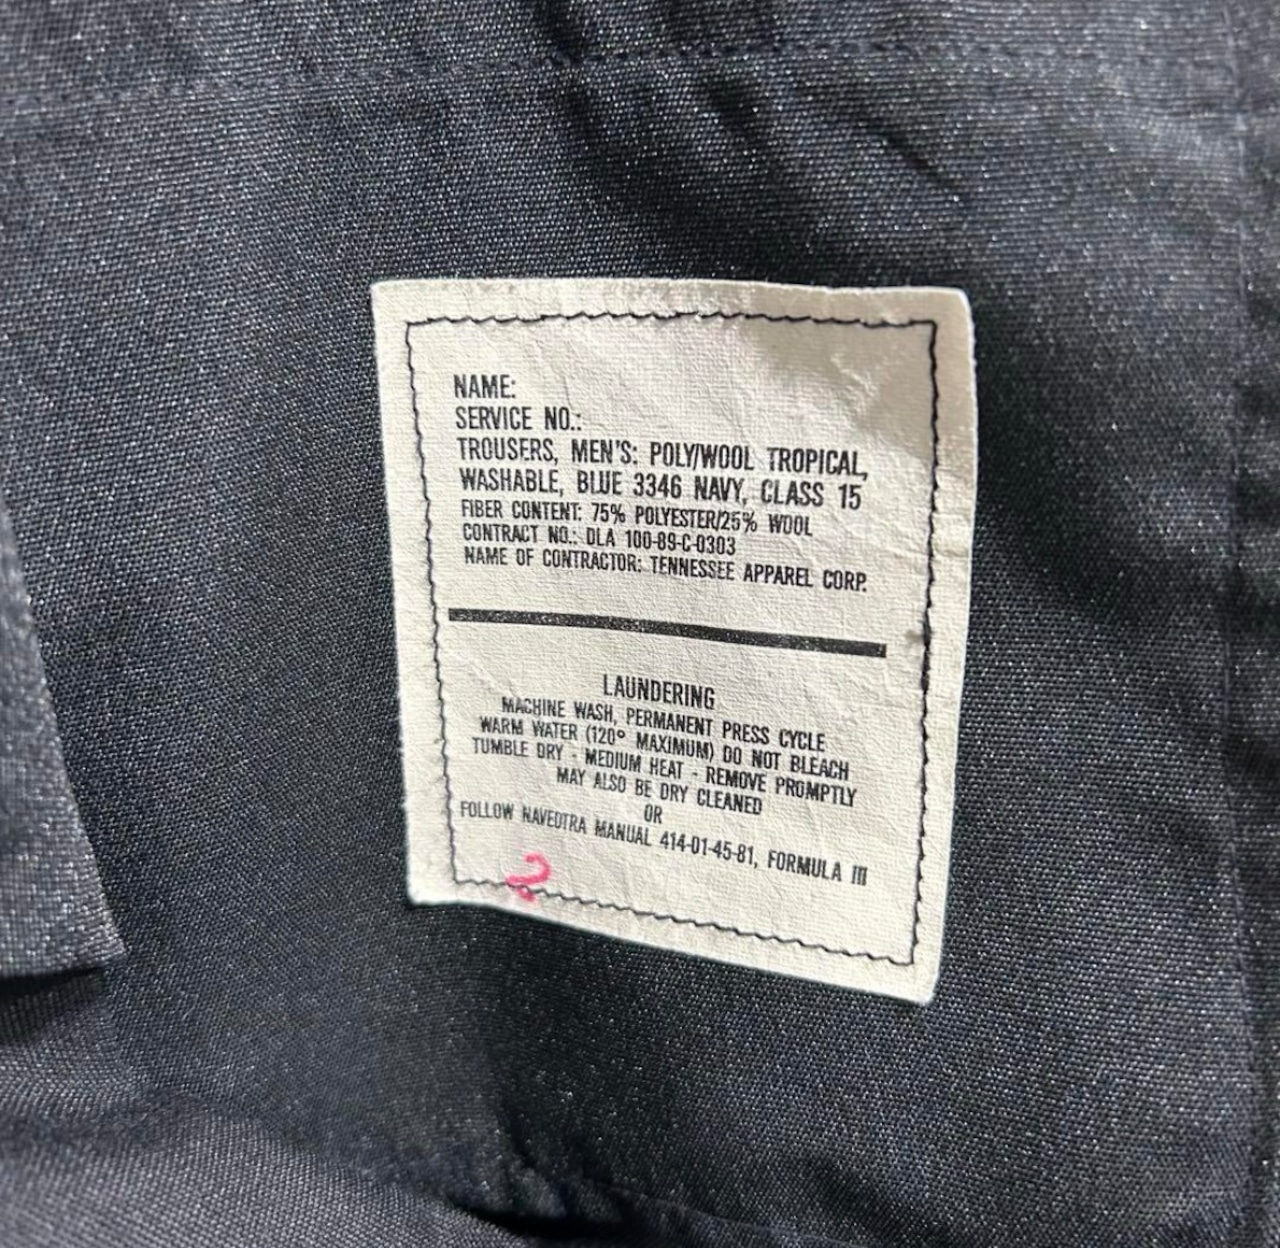 NAME:
SERVICE NO.:
TROUSERS, MEN'S: POLY/WOOL TROPICAL,
WASHABLE, BLUE 3346 NAVY, CLASS 15
FIBER CONTENT: 75% POLYESTER/25% WOOL
CONTRACT NO.: DLA 100-89-C-0303
NAME OF CONTRACTOR: TENNESSEE APPAREL CORP.
LAUNDERING
MACHINE WASH, PERMANENT PRESS CYCLE
WARM WATER (120° MAXIMUM) DO NOT BLEACH
TUMBLE DRY - MEDIUM HEAT - REMOVE PROMPTLY
MAY ALSO BE DRY CLEANED
OR
FOLLOW NAVEDTRA MANUAL 414-01-45-81, FORMULA III